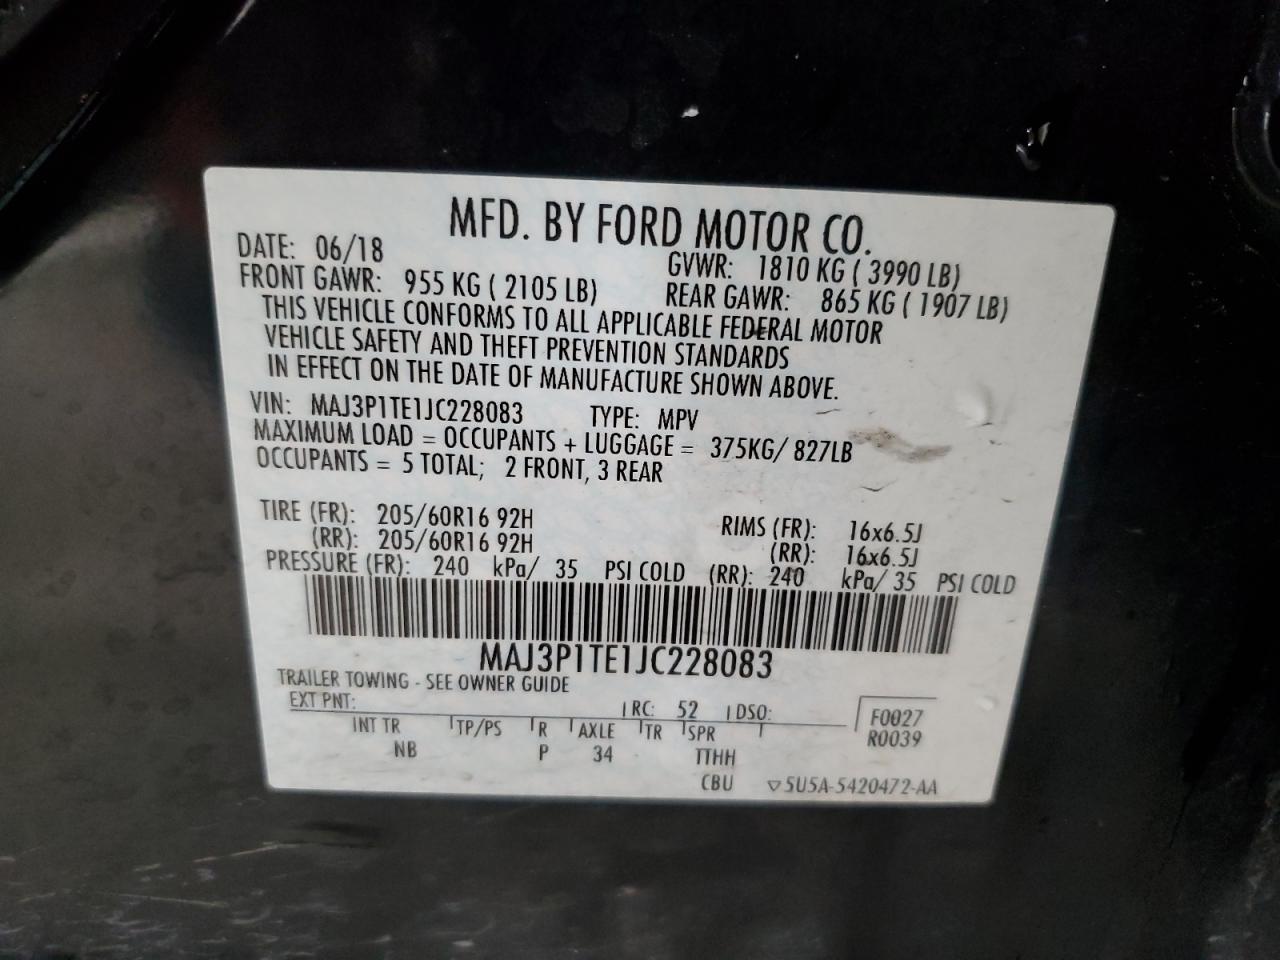 MFD. BY FORD MOTOR CO.
DATE: 06/18 GVWR: 1810 KG ( 3990 LB)
FRONT GAWR: 955 KG ( 2105 LB) REAR GAWR: 865 KG ( 1907 LB)
THIS VEHICLE CONFORMS TO ALL APPLICABLE FEDERAL MOTOR
VEHICLE SAFETY AND THEFT PREVENTION STANDARDS
IN EFFECT ON THE DATE OF MANUFACTURE SHOWN ABOVE.
VIN: MAJ3P1TE1JC228083 TYPE: MPV
MAXIMUM LOAD = OCCUPANTS + LUGGAGE = 375KG/ 827LB
OCCUPANTS = 5 TOTAL; 2 FRONT, 3 REAR
TIRE (FR): 205/60R16 92H RIMS (FR): 16x6.5J
(RR): 205/60R16 92H (RR): 16x6.5J
PRESSURE (FR): 240 kPa/ 35 PSI COLD (RR): 240 kPa/ 35 PSI COLD
MAJ3P1TE1JC228083
TRAILER TOWING - SEE OWNER GUIDE
EXT PNT: RC: 52 DSO: F0027
INT TR TP/PS R AXLE TR SPR R0039
NB P 34 TTHH
CBU 5U5A-5420472-AA